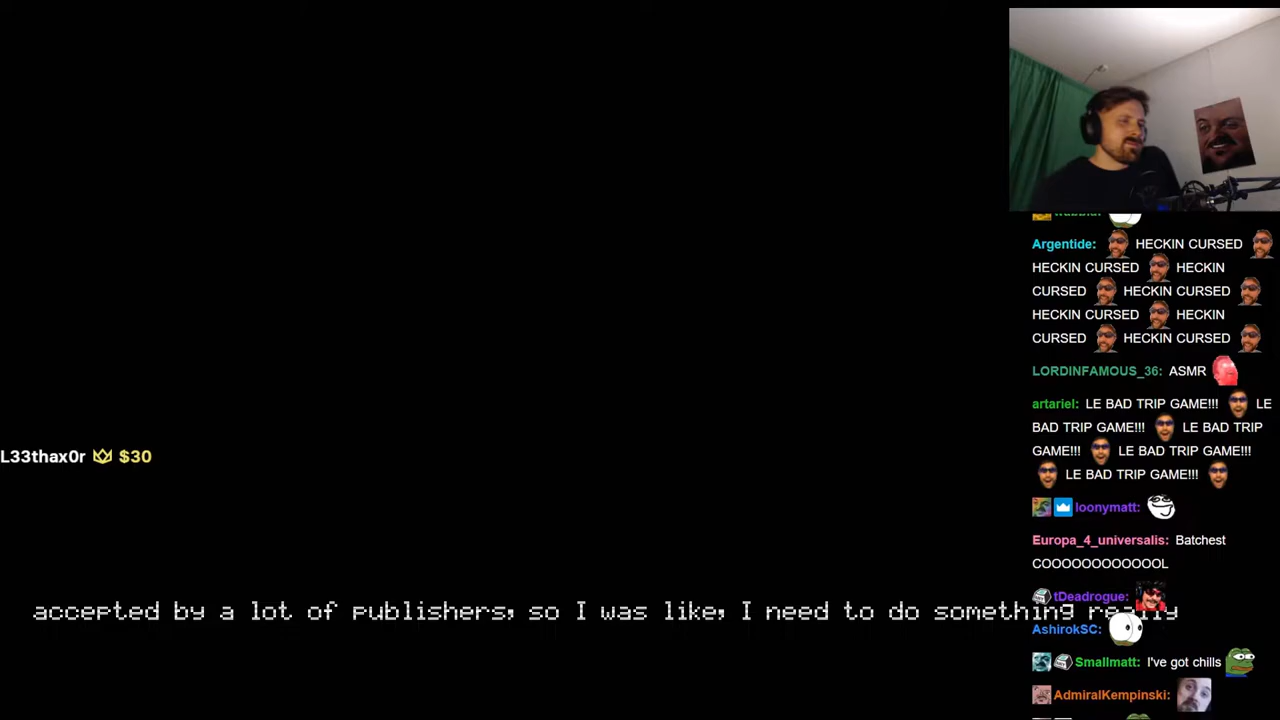 Argentide: HECKIN CURSED
HECKIN CURSED HECKIN
CURSED HECKIN CURSED
HECKIN CURSED HECKIN
CURSED HECKIN CURSED
LORDINFAMOUS_36: ASMR
artariel: LE BAD TRIP GAME!!! LE
BAD TRIP GAME!!! LE BAD TRIP
GAME!!! LE BAD TRIP GAME!!!
LE BAD TRIP GAME!!!
L33thax0r $30
loonymatt:
Europa_4_universalis: Batchest
COOOOOOOOOOOL
tDeadrogue:
accepted by a lot of publishers, so I was like, I need to do something really
AshirokSC:
Smallmatt: I've got chills
AdmiralKempinski: